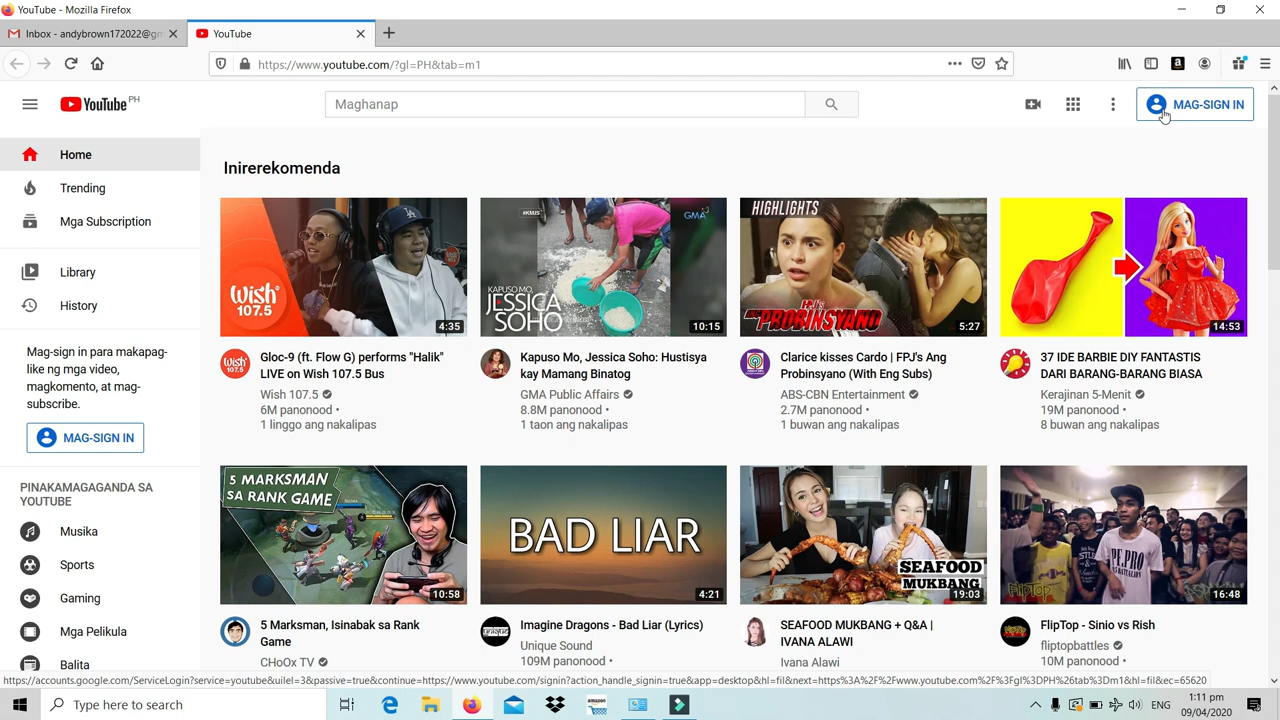 YouTube - Mozilla Firefox
Inbox - andybrown172022@gm
YouTube
https://www.youtube.com/?gl=PH&tab=m1
YouTube PH
Maghanap
MAG-SIGN IN
Home
Trending
Mga Subscription
Library
History
Mag-sign in para makapag-
like ng mga video,
magkomento, at mag-
subscribe.
MAG-SIGN IN
PINAKAMAGAGANDA SA
YOUTUBE
Musika
Sports
Gaming
Mga Pelikula
Balita
Inirerekomenda
wish
107.5
4:35
Gloc-9 (ft. Flow G) performs "Halik"
LIVE on Wish 107.5 Bus
Wish 107.5
6M panonood •
1 linggo ang nakalipas
#KMJS
GMA
KAPUSO MO,
JESSICA
SOHO
10:15
Kapuso Mo, Jessica Soho: Hustisya
kay Mamang Binatog
GMA Public Affairs
8.8M panonood •
1 taon ang nakalipas
HIGHLIGHTS
FPJ's
ANG
PROBINSYANO
5:27
Clarice kisses Cardo | FPJ's Ang
Probinsyano (With Eng Subs)
ABS-CBN Entertainment
2.7M panonood •
1 buwan ang nakalipas
14:53
37 IDE BARBIE DIY FANTASTIS
DARI BARANG-BARANG BIASA
Kerajinan 5-Menit
19M panonood •
8 buwan ang nakalipas
5 MARKSMAN
SA RANK GAME
10:58
5 Marksman, Isinabak sa Rank
Game
CHoOx TV
BAD LIAR
4:21
unique
Imagine Dragons - Bad Liar (Lyrics)
Unique Sound
109M panonood •
SEAFOOD
MUKBANG
19:03
SEAFOOD MUKBANG + Q&A |
IVANA ALAWI
Ivana Alawi
FlipTop
16:48
FlipTop - Sinio vs Rish
fliptopbattles
10M panonood •
https://accounts.google.com/ServiceLogin?service=youtube&uilel=3&passive=true&continue=https://www.youtube.com/signin?action_handle_signin=true&app=desktop&hl=fil&next=https%3A%2F%2Fwww.youtube.com%2F%3Fgl%3DPH%26tab%3Dm1&hl=fil&ec=65620
Type here to search
amazon
ENG
1:11 pm
09/04/2020